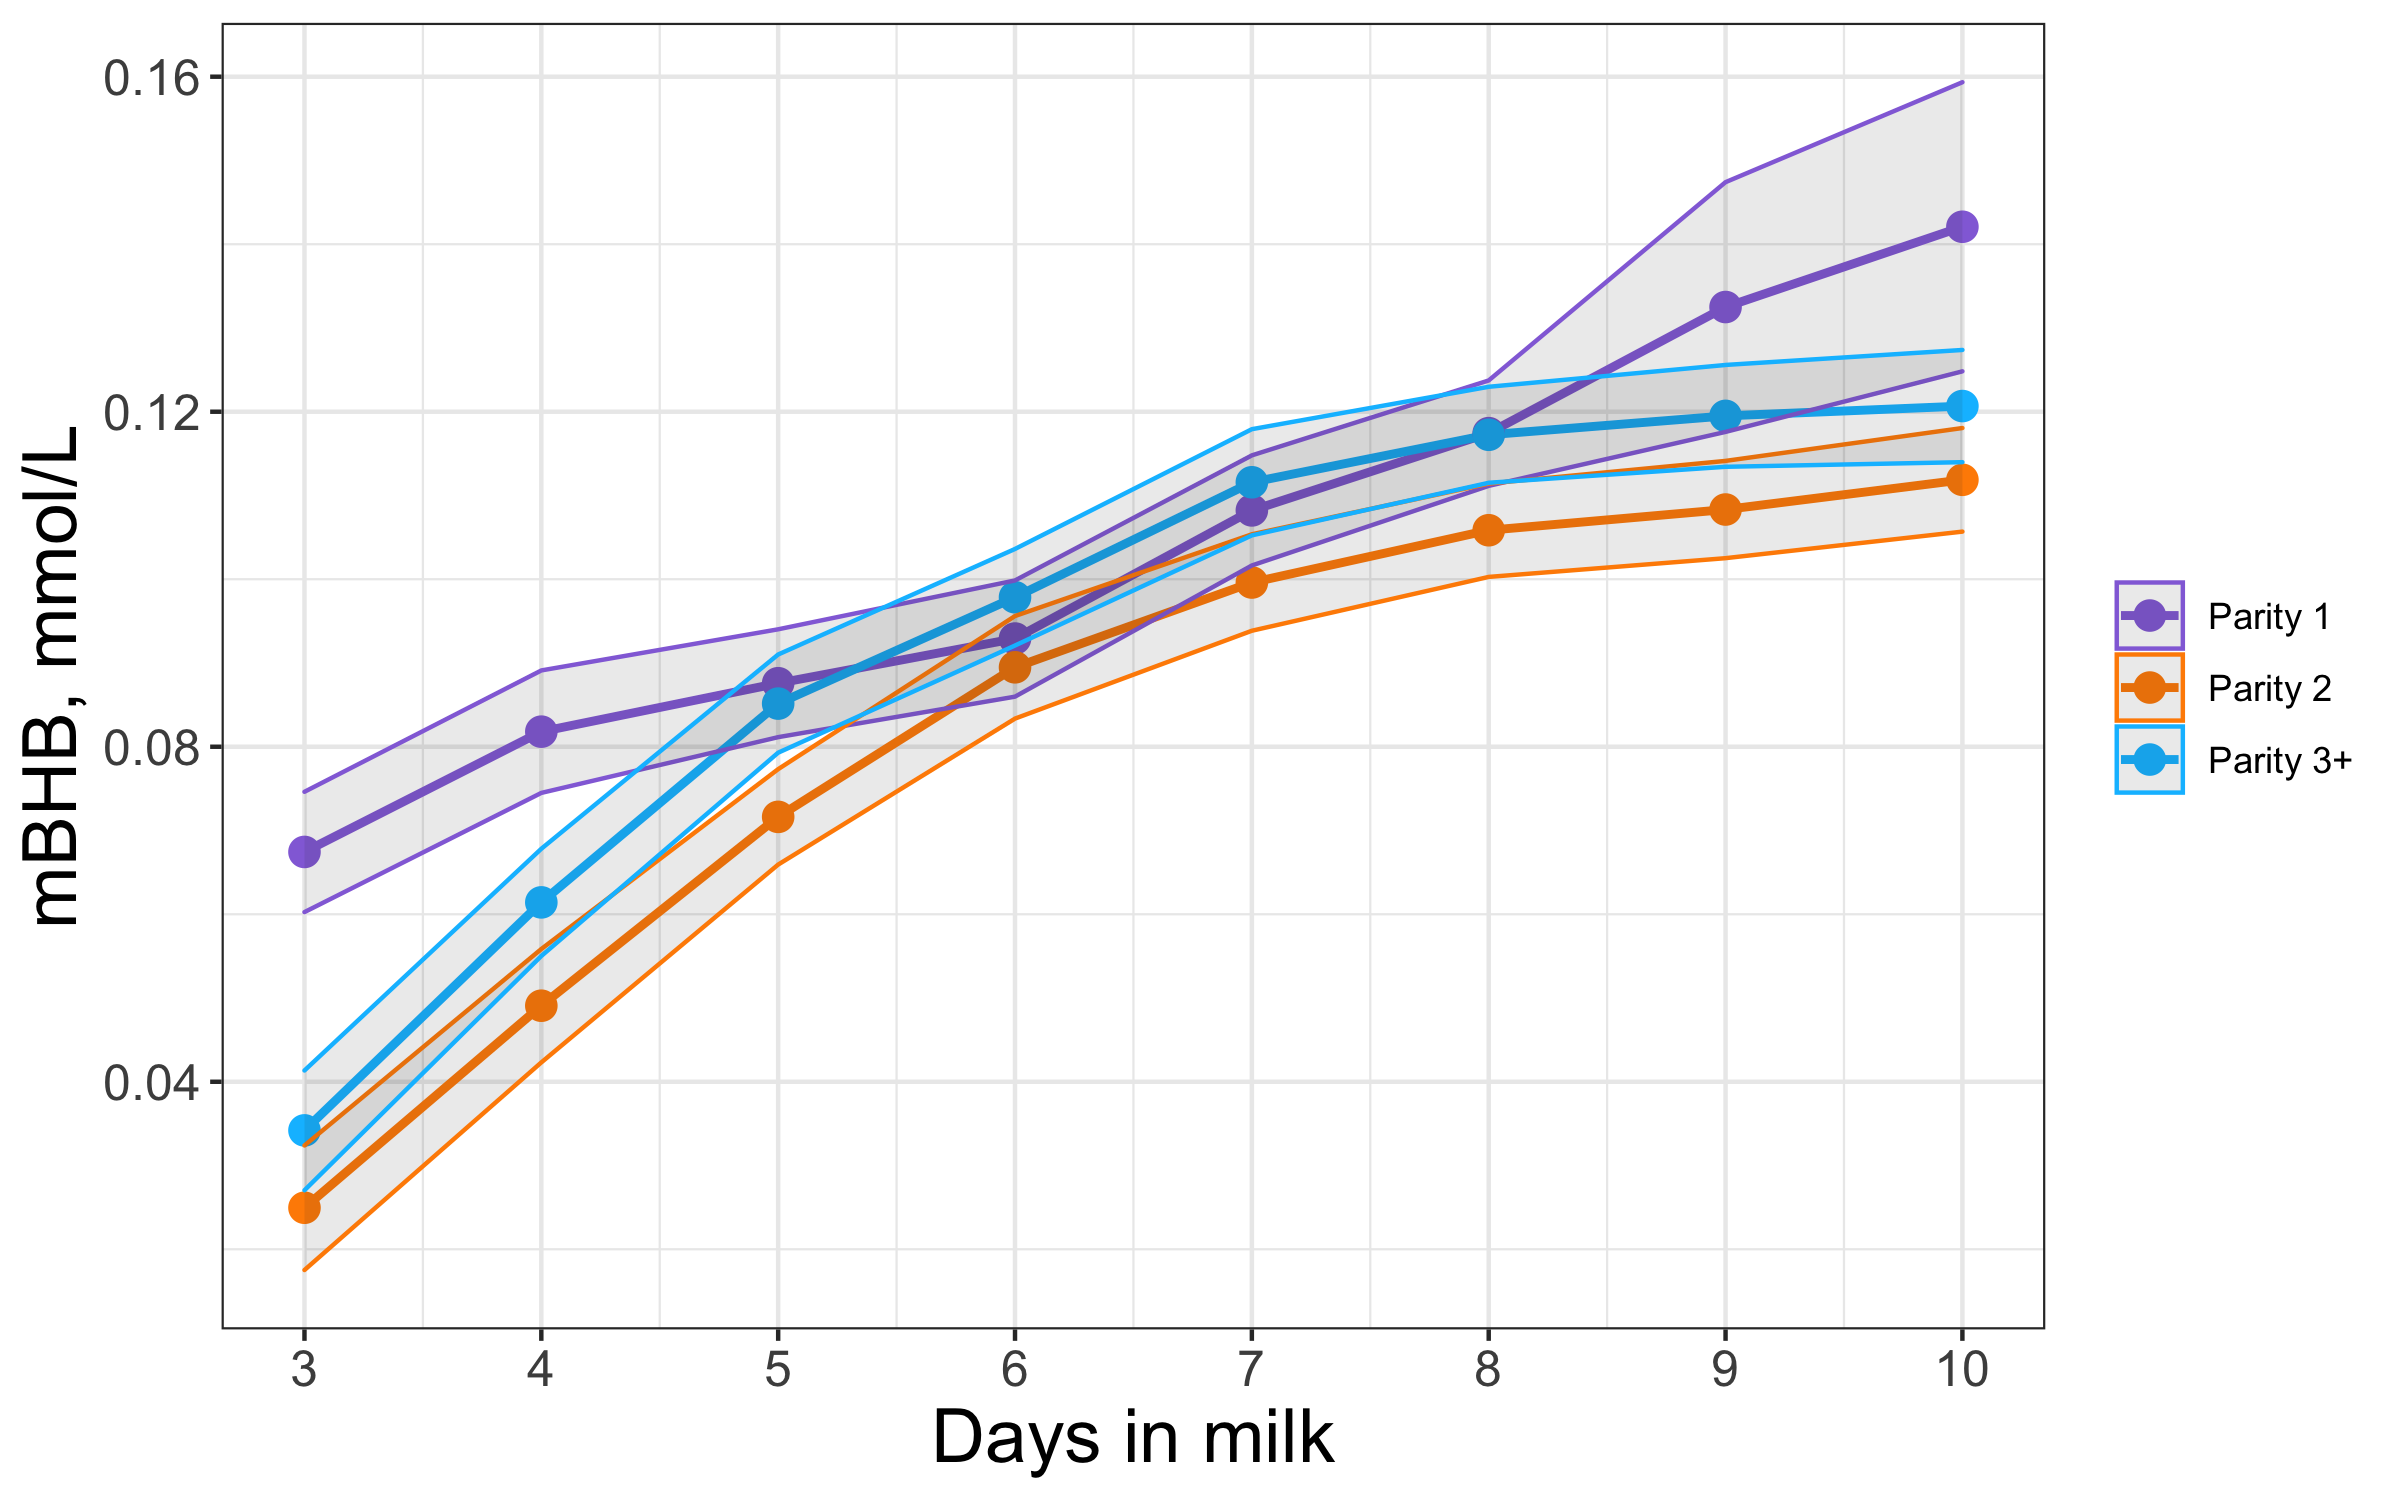 0.16
0.12
0.08
0.04
mBHB, mmol/L
3 4 5 6 7 8 9 10
Days in milk
Parity 1
Parity 2
Parity 3+